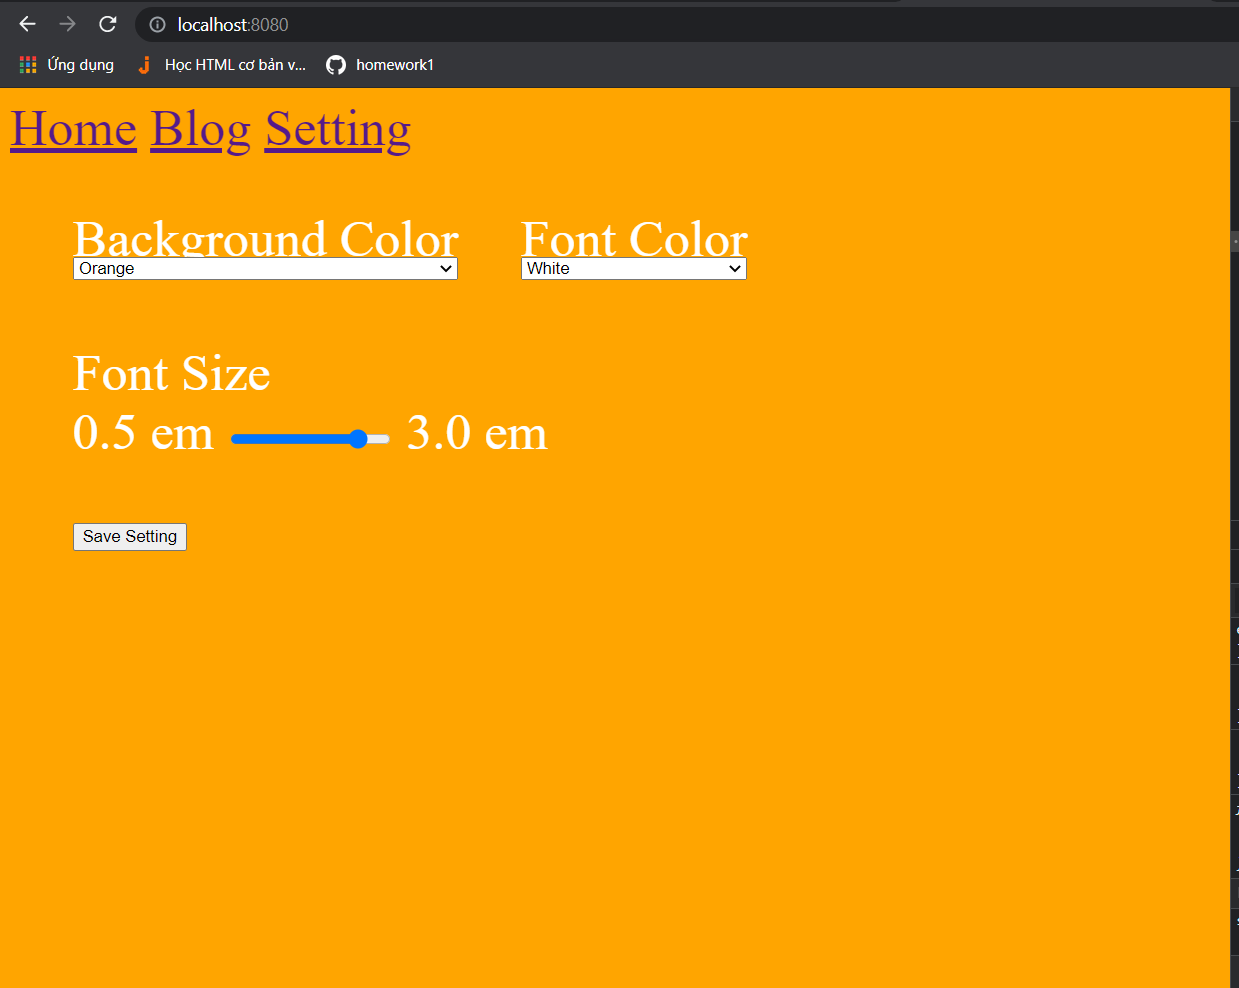 localhost:8080
Ứng dụng Học HTML cơ bản v... homework1
Home Blog Setting
Background Color Font Color
Orange White
Font Size
0.5 em 3.0 em
Save Setting